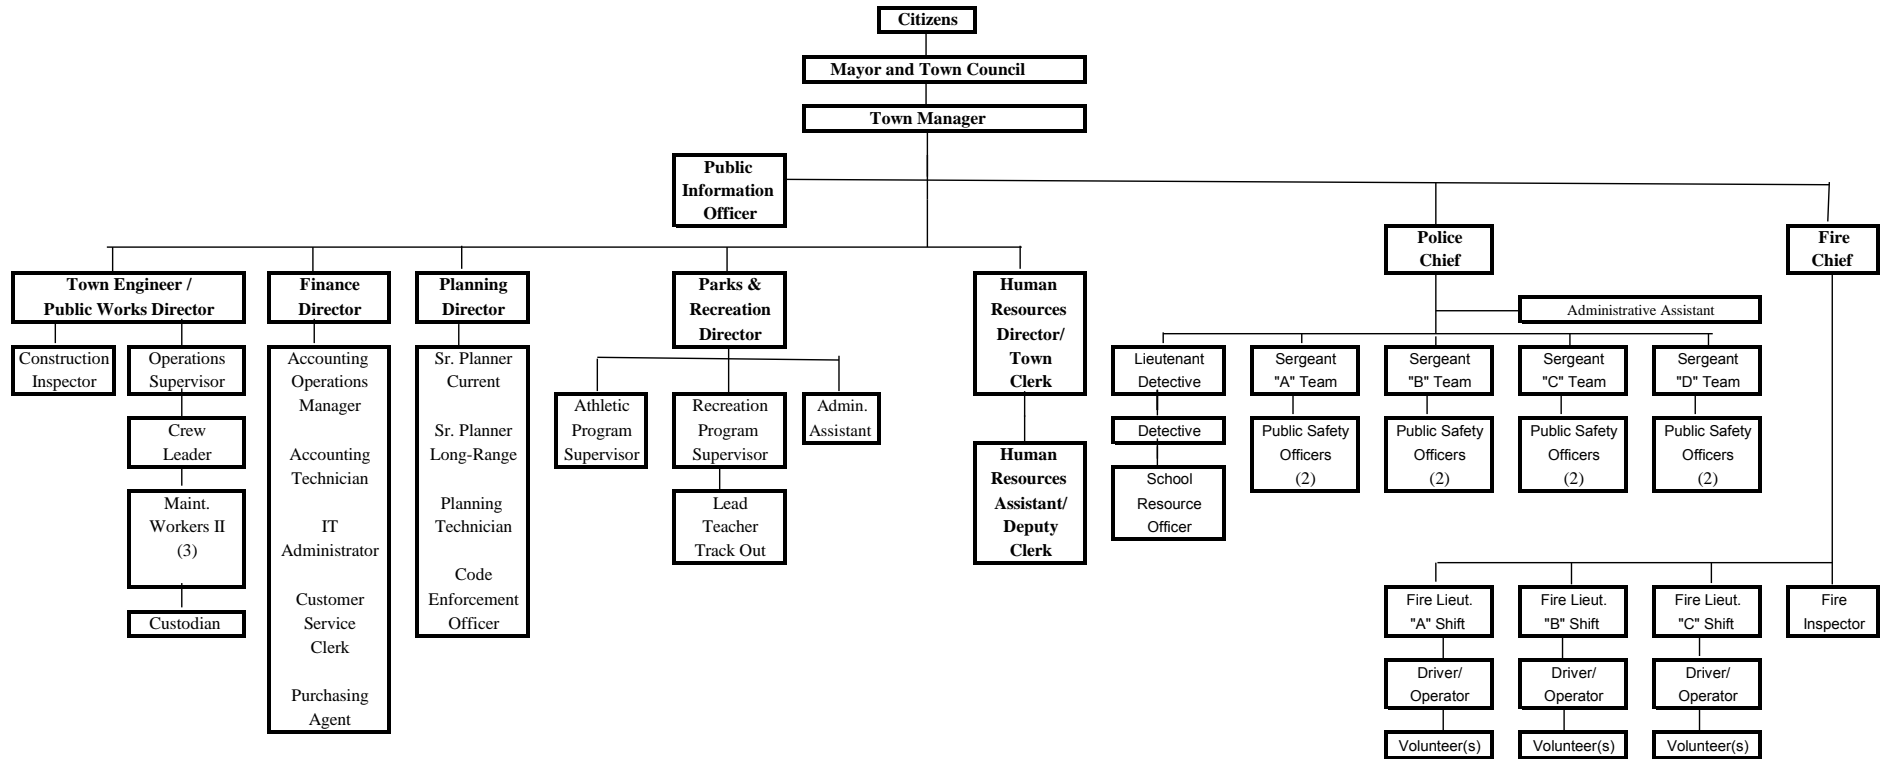 Citizens
Mayor and Town Council
Town Manager
Public
Information
Officer
Police
Chief
Fire
Chief
Town Engineer /
Public Works Director
Finance
Director
Planning
Director
Parks &
Recreation
Director
Human
Resources
Director/
Town
Clerk
Administrative Assistant
Construction
Inspector
Operations
Supervisor
Crew
Leader
Maint.
Workers II
(3)
Custodian
Accounting
Operations
Manager
Accounting
Technician
IT
Administrator
Customer
Service
Clerk
Purchasing
Agent
Sr. Planner
Current
Sr. Planner
Long-Range
Planning
Technician
Code
Enforcement
Officer
Athletic
Program
Supervisor
Recreation
Program
Supervisor
Admin.
Assistant
Lead
Teacher
Track Out
Human
Resources
Assistant/
Deputy
Clerk
Lieutenant
Detective
Detective
School
Resource
Officer
Sergeant
"A" Team
Public Safety
Officers
(2)
Sergeant
"B" Team
Public Safety
Officers
(2)
Sergeant
"C" Team
Public Safety
Officers
(2)
Sergeant
"D" Team
Public Safety
Officers
(2)
Fire Lieut.
"A" Shift
Driver/
Operator
Volunteer(s)
Fire Lieut.
"B" Shift
Driver/
Operator
Volunteer(s)
Fire Lieut.
"C" Shift
Driver/
Operator
Volunteer(s)
Fire
Inspector